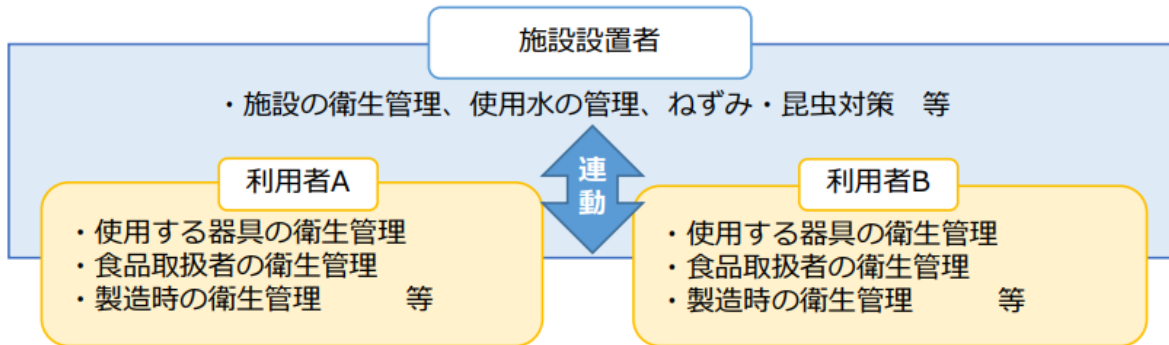 施設設置者
・施設の衛生管理、使用水の管理、ねずみ・昆虫対策　等
連動
利用者A
・使用する器具の衛生管理
・食品取扱者の衛生管理
・製造時の衛生管理　　　等
利用者B
・使用する器具の衛生管理
・食品取扱者の衛生管理
・製造時の衛生管理　　　等